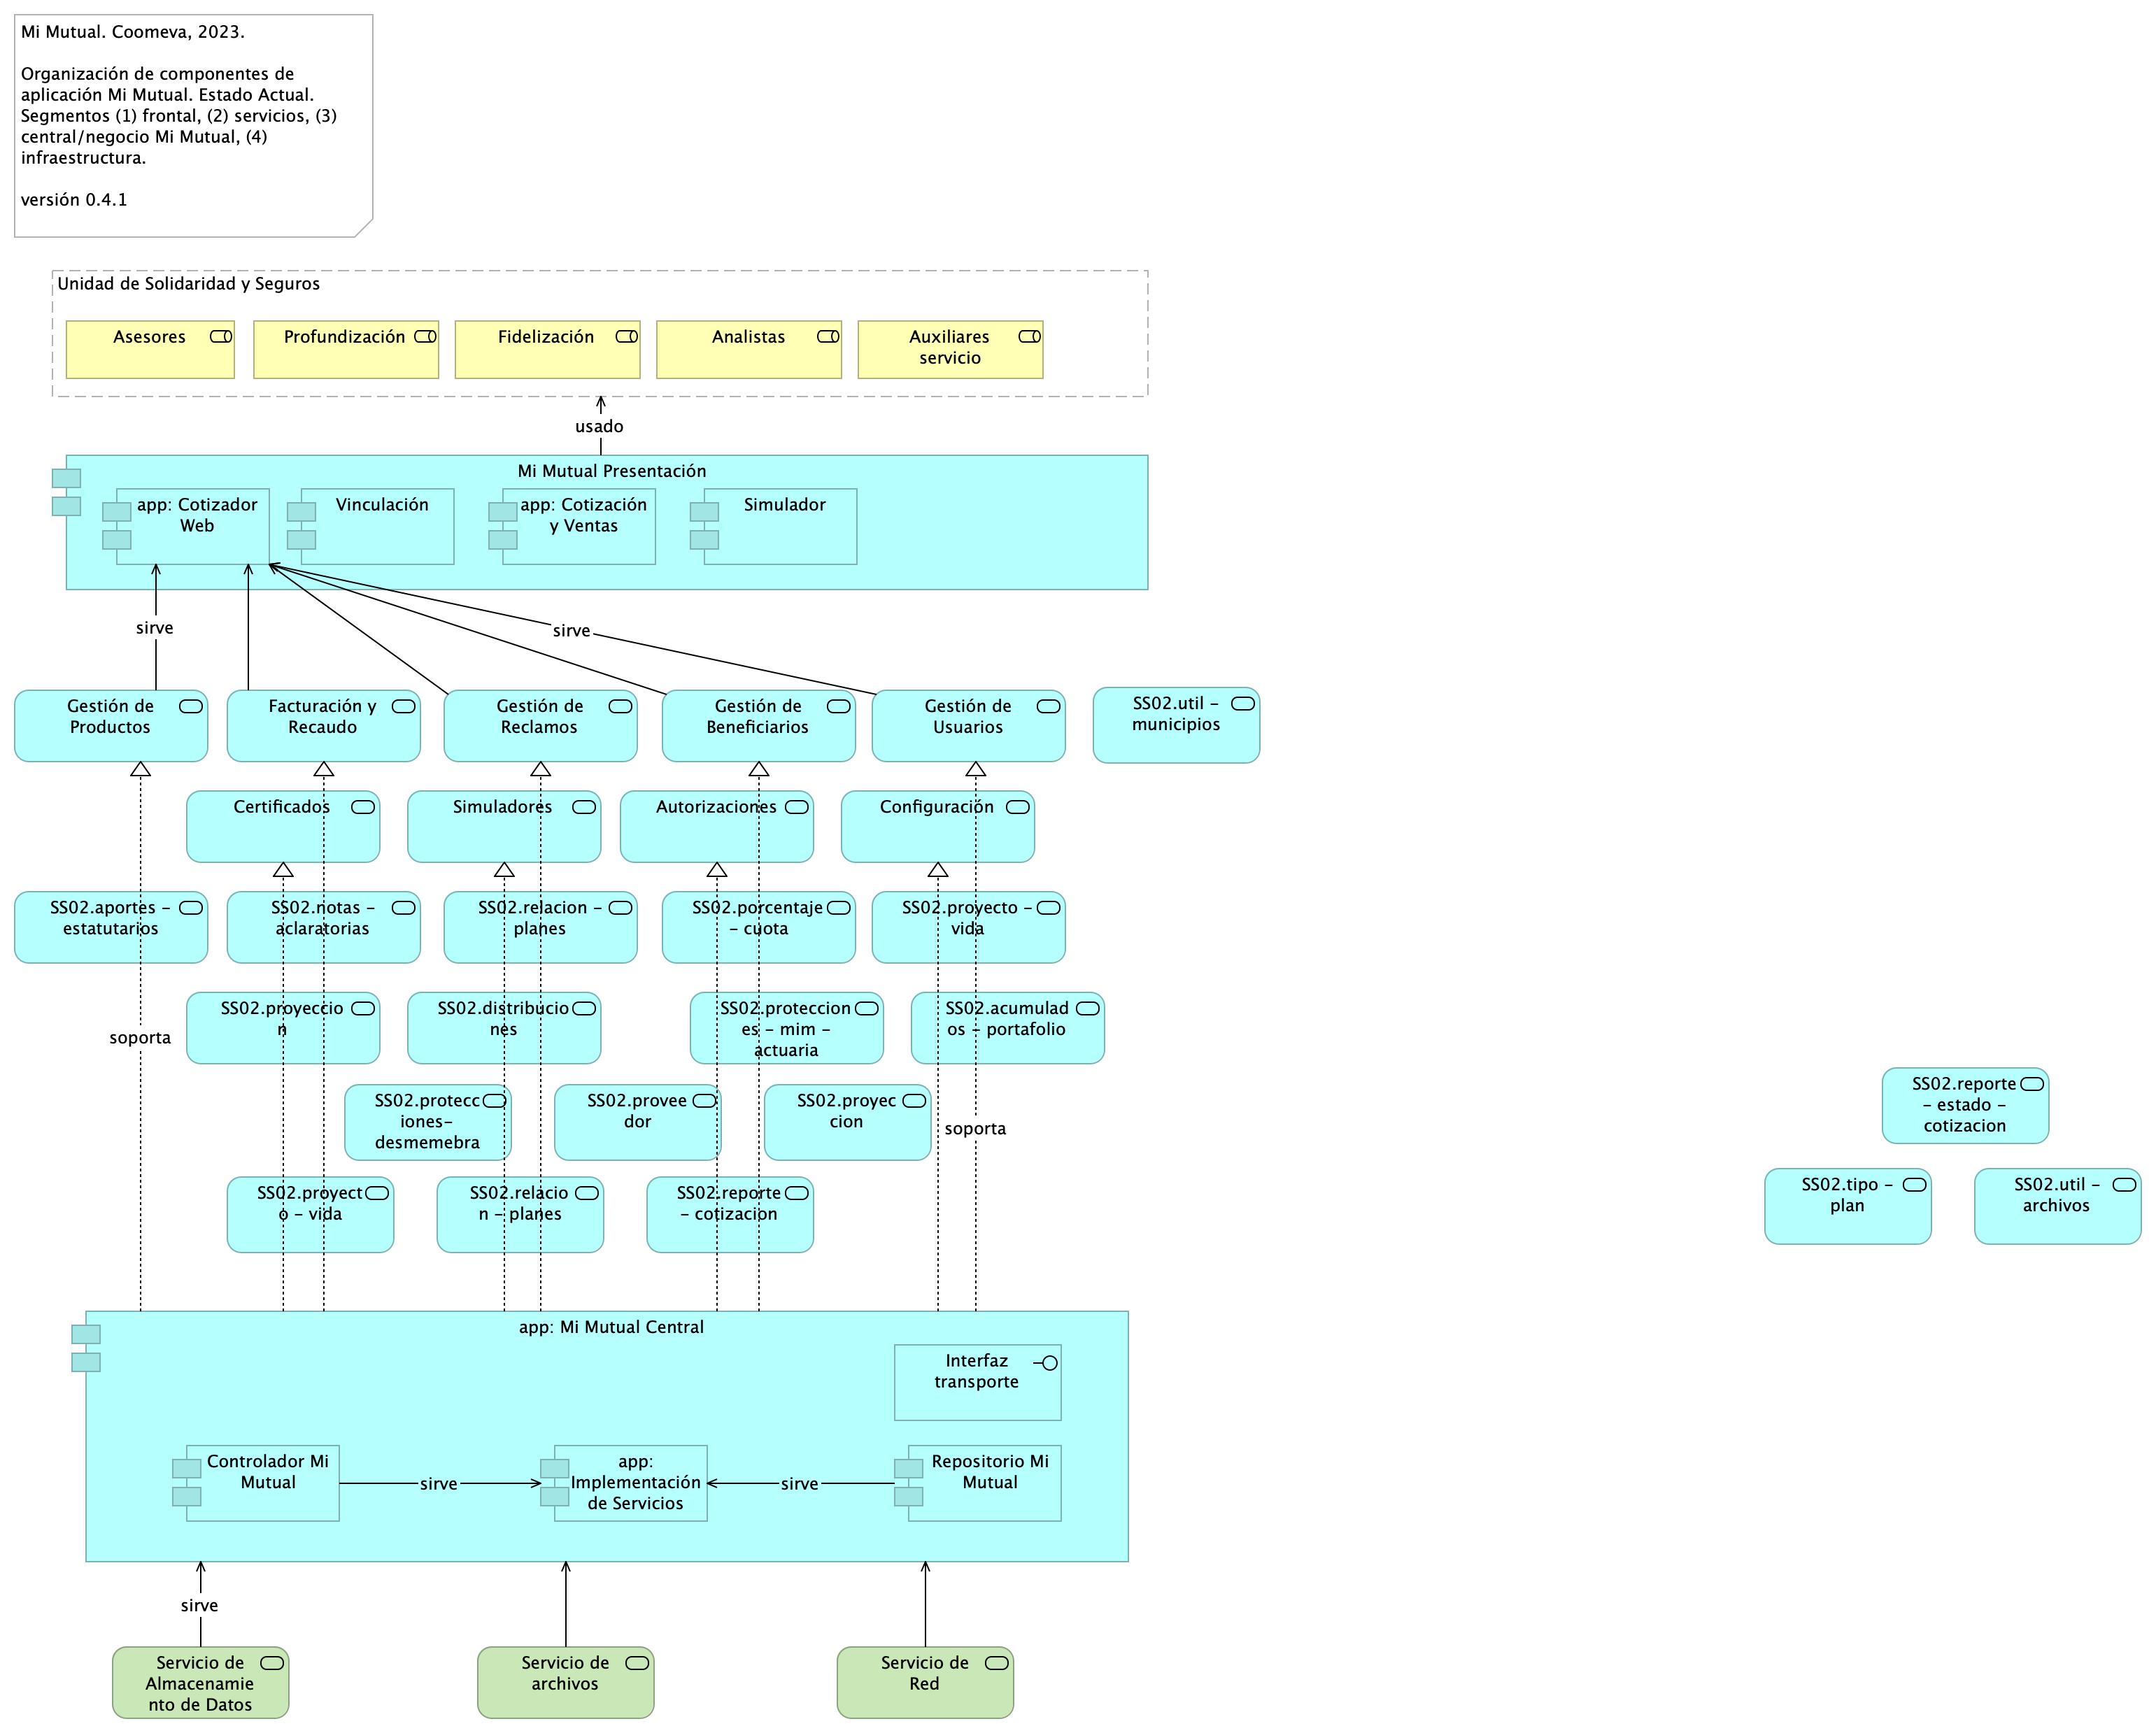 Mi Mutual. Coomeva, 2023.
Organización de componentes de
aplicación Mi Mutual. Estado Actual.
Segmentos (1) frontal, (2) servicios, (3)
central/negocio Mi Mutual, (4)
infraestructura.
versión 0.4.1
Unidad de Solidaridad y Seguros
Asesores
Profundización
Fidelización
Analistas
Auxiliares
servicio
usado
Mi Mutual Presentación
app: Cotizador
Web
Vinculación
app: Cotización
y Ventas
Simulador
sirve
sirve
Gestión de
Productos
Facturación y
Recaudo
Gestión de
Reclamos
Gestión de
Beneficiarios
Gestión de
Usuarios
SS02.util -
municipios
Certificados
Simuladores
Autorizaciones
Configuración
SS02.aportes -
estatutarios
SS02.notas -
aclaratorias
SS02.relacion -
planes
SS02.porcentaje
- cuota
SS02.proyecto -
vida
SS02.proyeccio
n
SS02.distribucio
nes
SS02.proteccion
es - mim -
actuaria
SS02.acumulad
os - portafolio
soporta
SS02.protecc
iones-
desmemebra
SS02.provee
dor
SS02.proyec
cion
soporta
SS02.reporte
- estado -
cotizacion
SS02.proyect
o - vida
SS02.relacio
n - planes
SS02.reporte
- cotizacion
SS02.tipo -
plan
SS02.util -
archivos
app: Mi Mutual Central
Interfaz
transporte
Controlador Mi
Mutual
sirve
app:
Implementación
de Servicios
sirve
Repositorio Mi
Mutual
sirve
Servicio de
Almacenamie
nto de Datos
Servicio de
archivos
Servicio de
Red